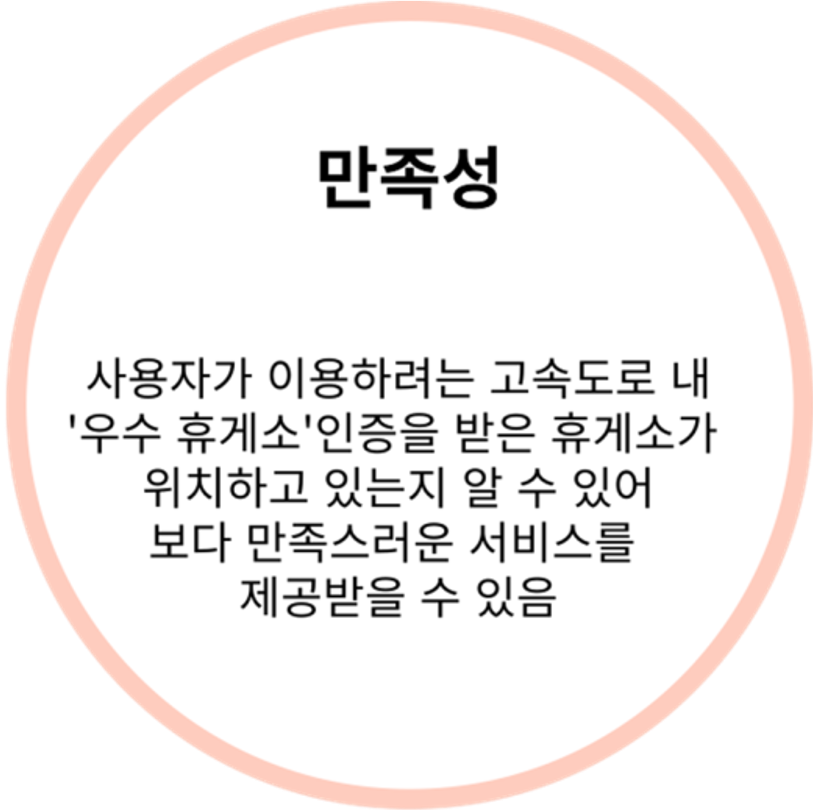 만족성
사용자가 이용하려는 고속도로 내
'우수 휴게소'인증을 받은 휴게소가
위치하고 있는지 알 수 있어
보다 만족스러운 서비스를
제공받을 수 있음